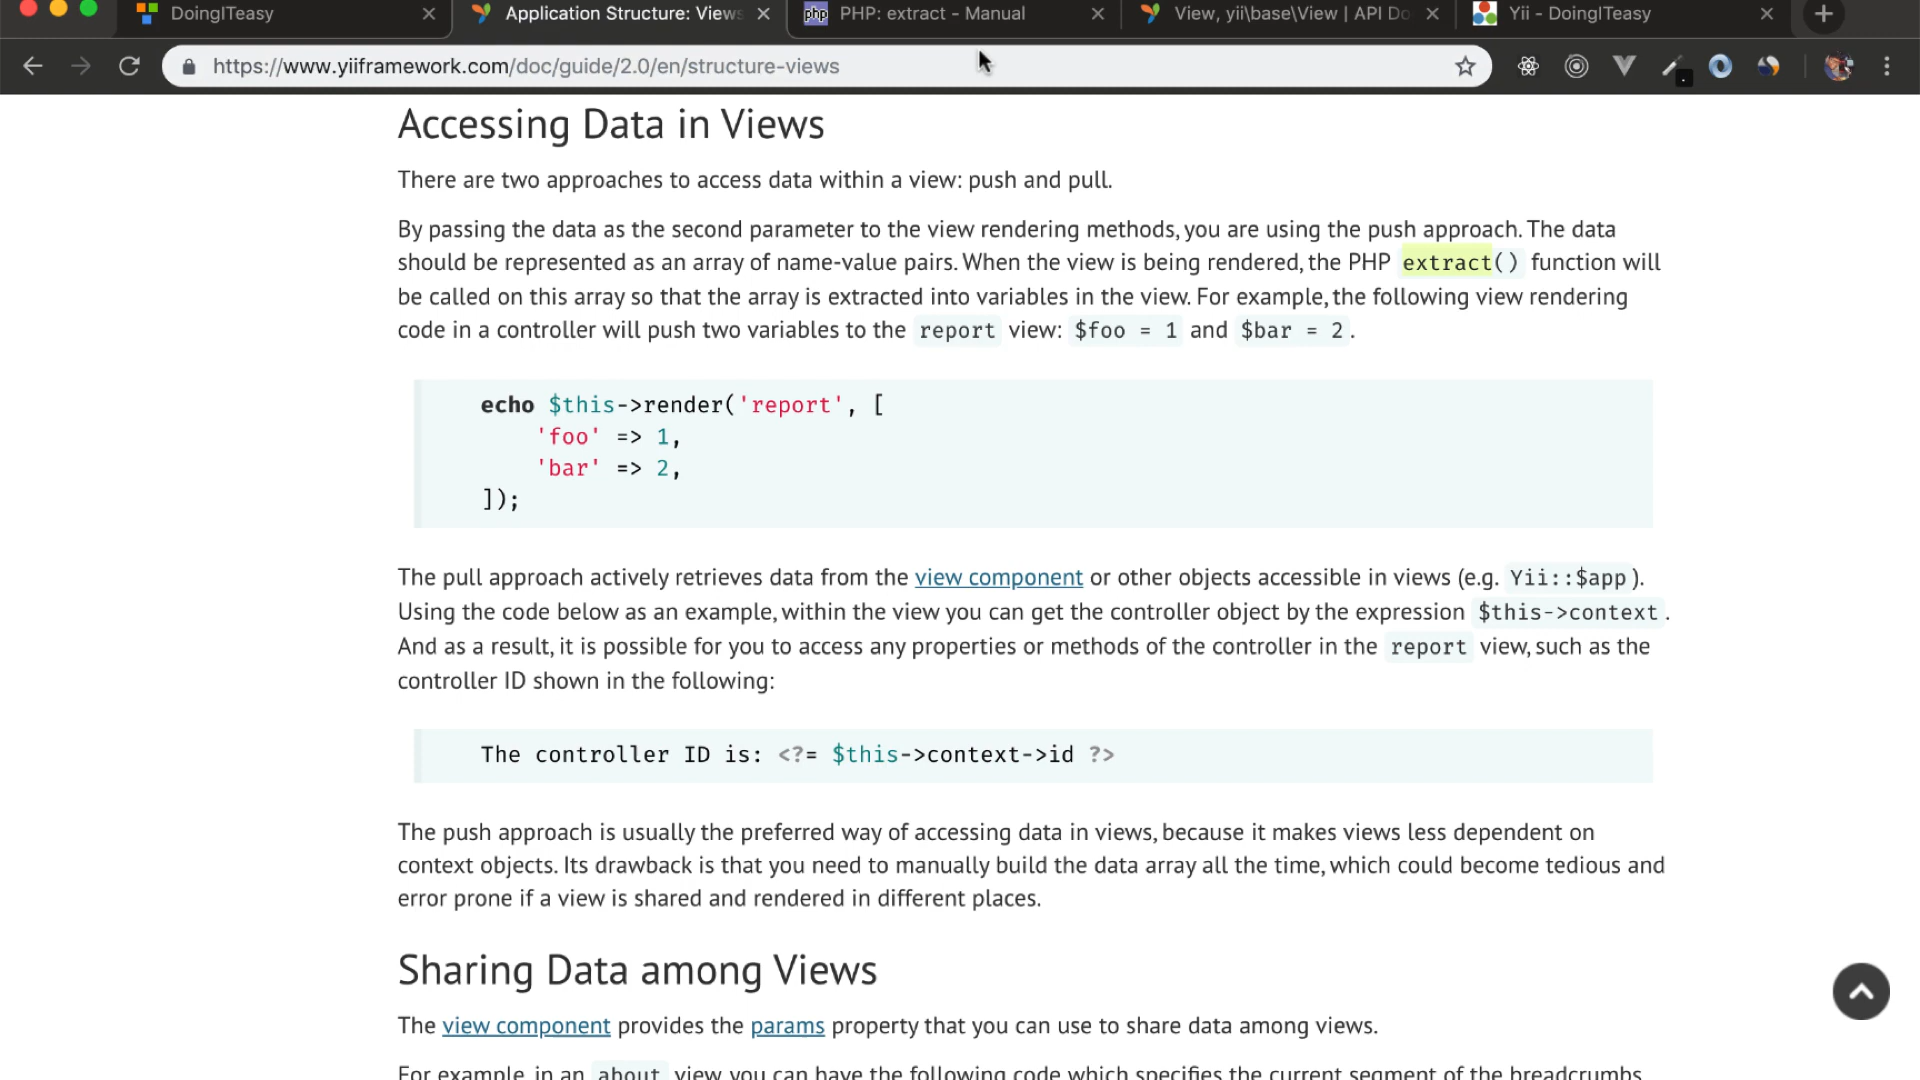 DoingITeasy
Application Structure: Views
PHP: extract - Manual
View, yii\base\View | API Do
Yii - DoingITeasy
https://www.yiiframework.com/doc/guide/2.0/en/structure-views
Accessing Data in Views
There are two approaches to access data within a view: push and pull.
By passing the data as the second parameter to the view rendering methods, you are using the push approach. The data
should be represented as an array of name-value pairs. When the view is being rendered, the PHP extract() function will
be called on this array so that the array is extracted into variables in the view. For example, the following view rendering
code in a controller will push two variables to the report view: $foo = 1 and $bar = 2.
echo $this->render('report', [
'foo' => 1,
'bar' => 2,
]);
The pull approach actively retrieves data from the view component or other objects accessible in views (e.g. Yii::$app).
Using the code below as an example, within the view you can get the controller object by the expression $this->context.
And as a result, it is possible for you to access any properties or methods of the controller in the report view, such as the
controller ID shown in the following:
The controller ID is: <?= $this->context->id ?>
The push approach is usually the preferred way of accessing data in views, because it makes views less dependent on
context objects. Its drawback is that you need to manually build the data array all the time, which could become tedious and
error prone if a view is shared and rendered in different places.
Sharing Data among Views
The view component provides the params property that you can use to share data among views.
For example, in an about view, you can have the following code which specifies the current segment of the breadcrumbs.